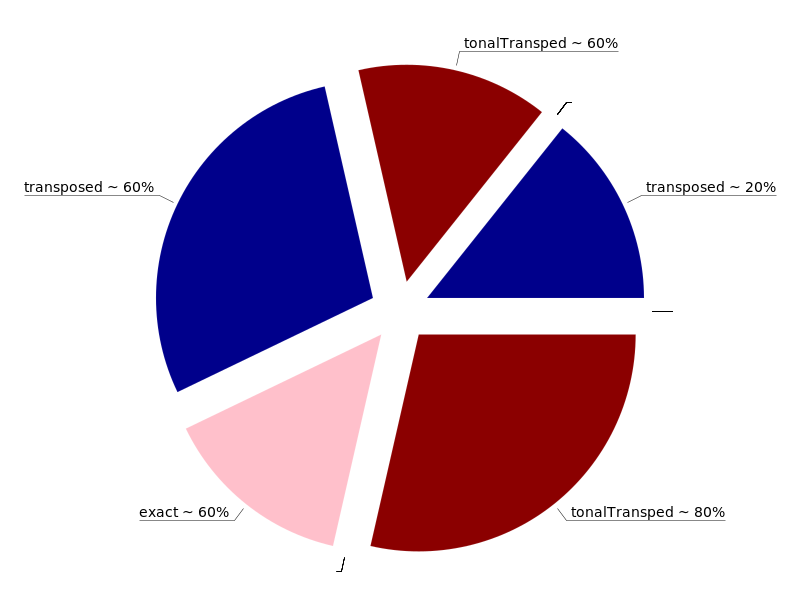 tonalTransped ~ 60%
transposed ~ 60%
transposed ~ 20%
exact ~ 60%
tonalTransped ~ 80%